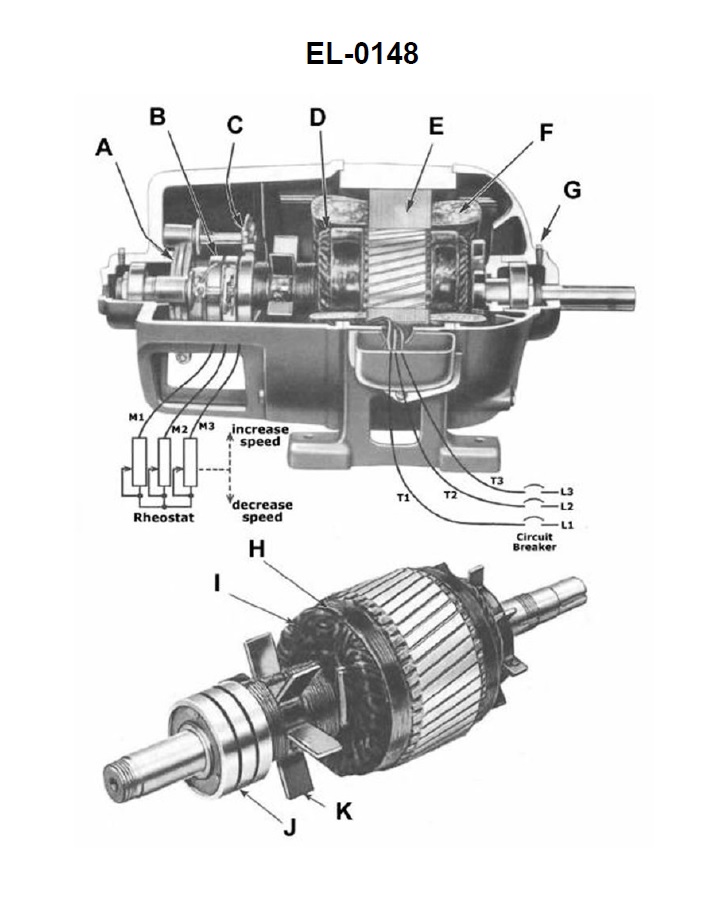 EL-0148
A
B
C
D
E
F
G
M1
M2
M3
increase
speed
decrease
speed
Rheostat
T1
T2
T3
L3
L2
L1
Circuit
Breaker
H
I
J
K